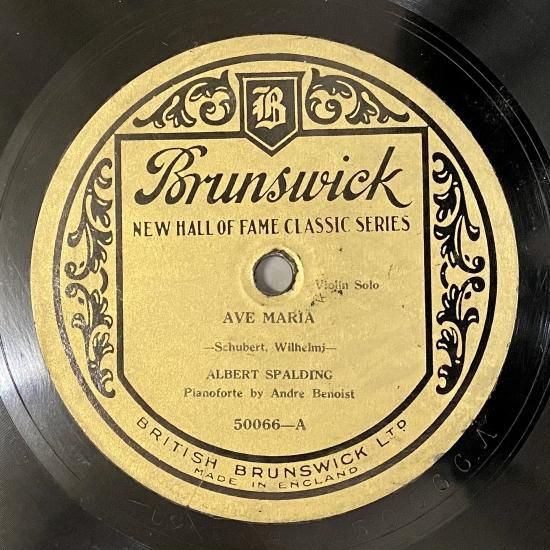 B
Brunswick
NEW HALL OF FAME CLASSIC SERIES
Violin Solo
AVE MARIA
—Schubert, Wilhelmj—
ALBERT SPALDING
Pianoforte by Andre Benoist
50066—A
BRITISH BRUNSWICK LTD
MADE IN ENGLAND